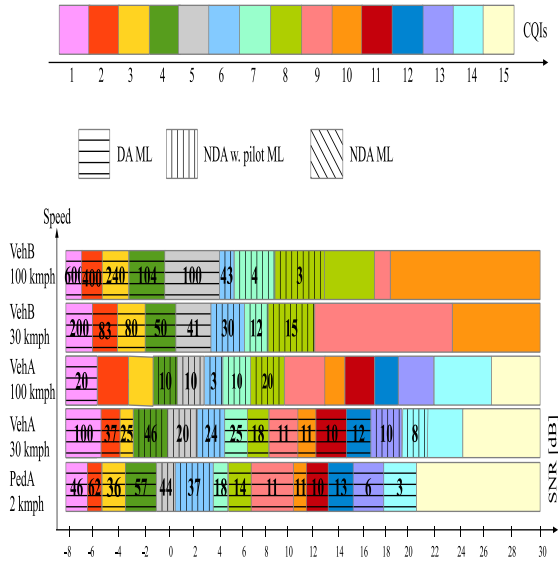 CQIs
1 2 3 4 5 6 7 8 9 10 11 12 13 14 15
DA ML NDA w. pilot ML NDA ML
Speed
VehB
100 kmph
600 400 240 104 100 43 4 3
VehB
30 kmph
200 83 80 50 41 30 12 15
VehA
100 kmph
20 10 10 3 10 20
VehA
30 kmph
100 37 25 46 20 24 25 18 11 11 10 12 10 8
PedA
2 kmph
46 62 36 57 44 37 18 14 11 11 10 13 6 3
SNR [dB]
-8 -6 -4 -2 0 2 4 6 8 10 12 14 16 18 20 22 24 26 28 30